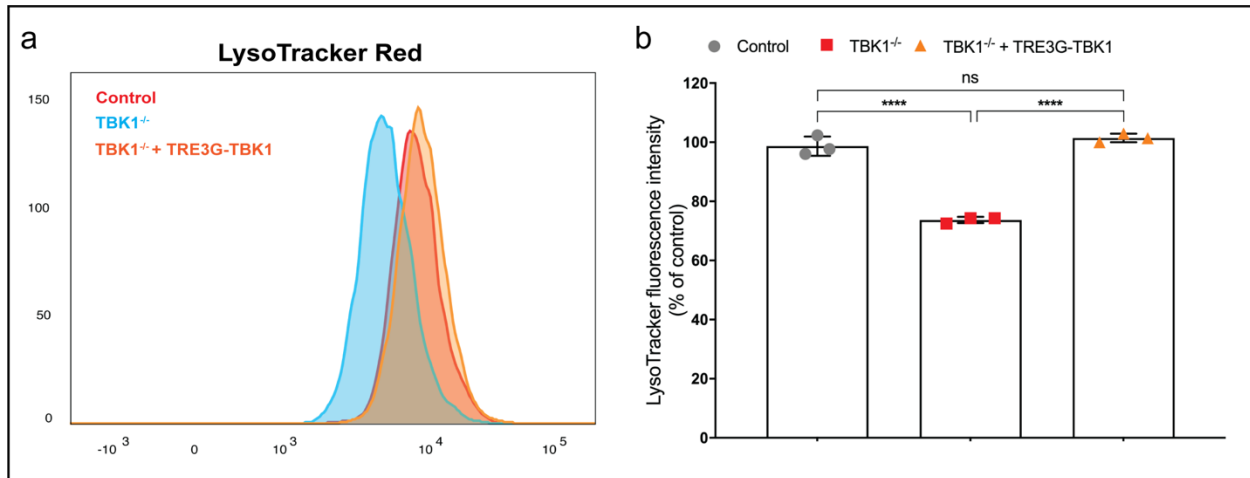 a
LysoTracker Red
Control
TBK1-/-
TBK1-/- + TRE3G-TBK1
150
100
50
0
-10 3
0
10 3
10 4
10 5
b
Control
TBK1-/-
TBK1-/- + TRE3G-TBK1
ns
****
****
LysoTracker fluorescence intensity
(% of control)
120
100
80
60
40
20
0